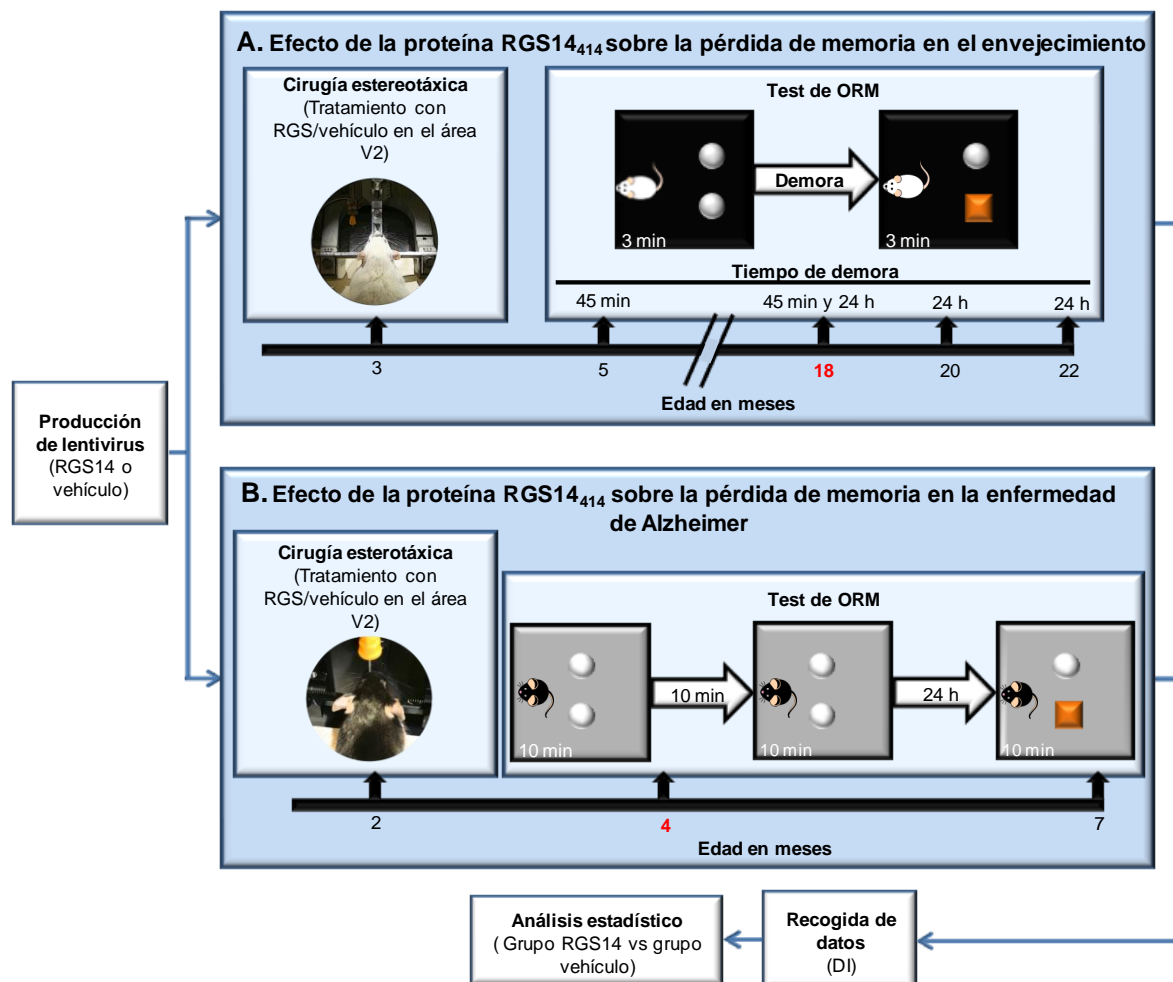 A. Efecto de la proteína RGS14414 sobre la pérdida de memoria en el envejecimiento
Cirugía estereotáxica
(Tratamiento con
RGS/vehículo en el área
V2)
Test de ORM
Demora
3 min
3 min
Tiempo de demora
45 min
45 min y 24 h
24 h
24 h
3
5
18
20
22
Edad en meses
Producción
de lentivirus
(RGS14 o
vehículo)
B. Efecto de la proteína RGS14414 sobre la pérdida de memoria en la enfermedad
de Alzheimer
Cirugía esterotáxica
(Tratamiento con
RGS/vehículo en el área
V2)
Test de ORM
10 min
24 h
10 min
10 min
10 min
2
4
7
Edad en meses
Análisis estadístico
( Grupo RGS14 vs grupo
vehículo)
Recogida de
datos
(DI)